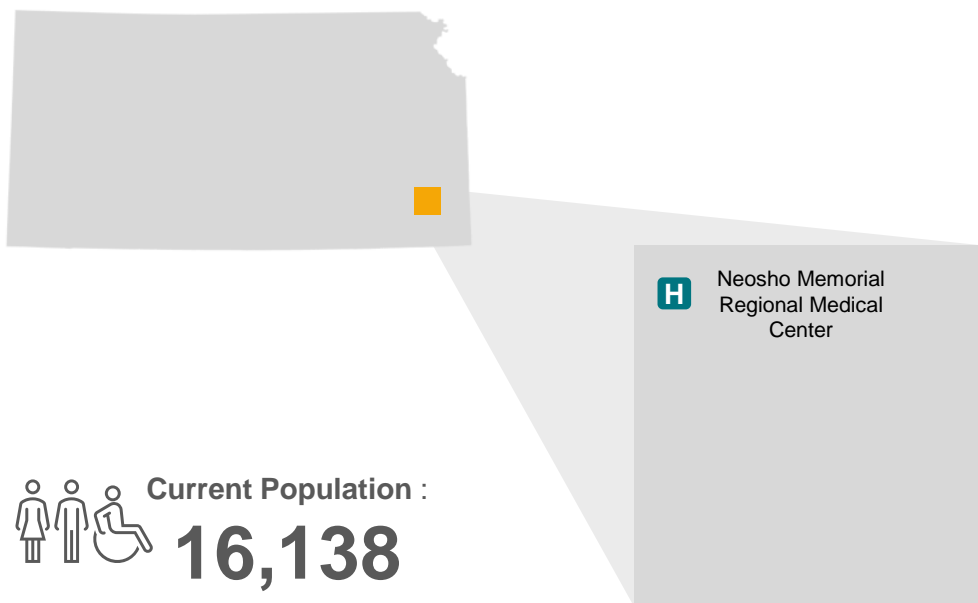 H
Neosho Memorial
Regional Medical
Center
Current Population :
16,138